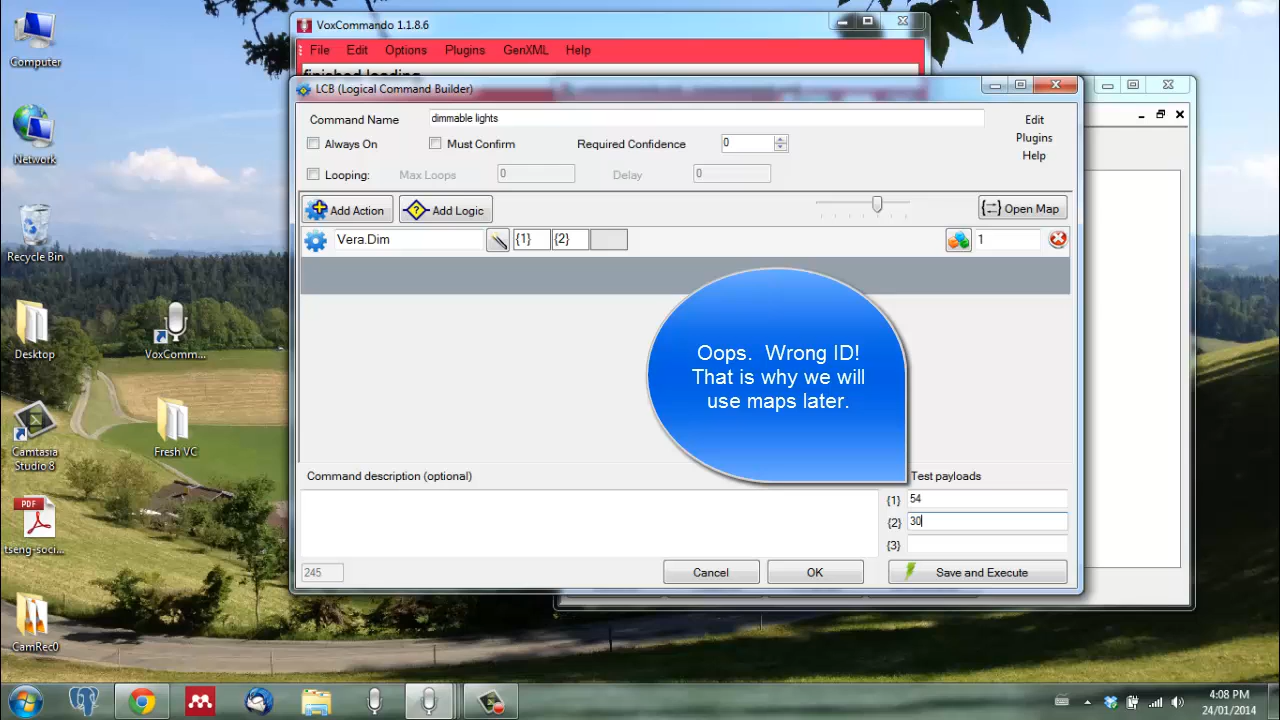 Computer
Network
Recycle Bin
Desktop
VoxComm...
Camtasia
Studio 8
Fresh VC
PDF
tseng-soci...
CamRec0
VoxCommando 1.1.8.6
File Edit Options Plugins GenXML Help
finished loading
LCB (Logical Command Builder)
Command Name dimmable lights
Edit
Plugins
Help
Always On Must Confirm Required Confidence 0
Looping: Max Loops 0 Delay 0
Add Action Add Logic {} Open Map
Vera.Dim {1} {2} 1
Oops. Wrong ID!
That is why we will
use maps later.
Command description (optional)
Test payloads
{1} 54
{2} 30
{3}
245 Cancel OK Save and Execute
4:08 PM
24/01/2014